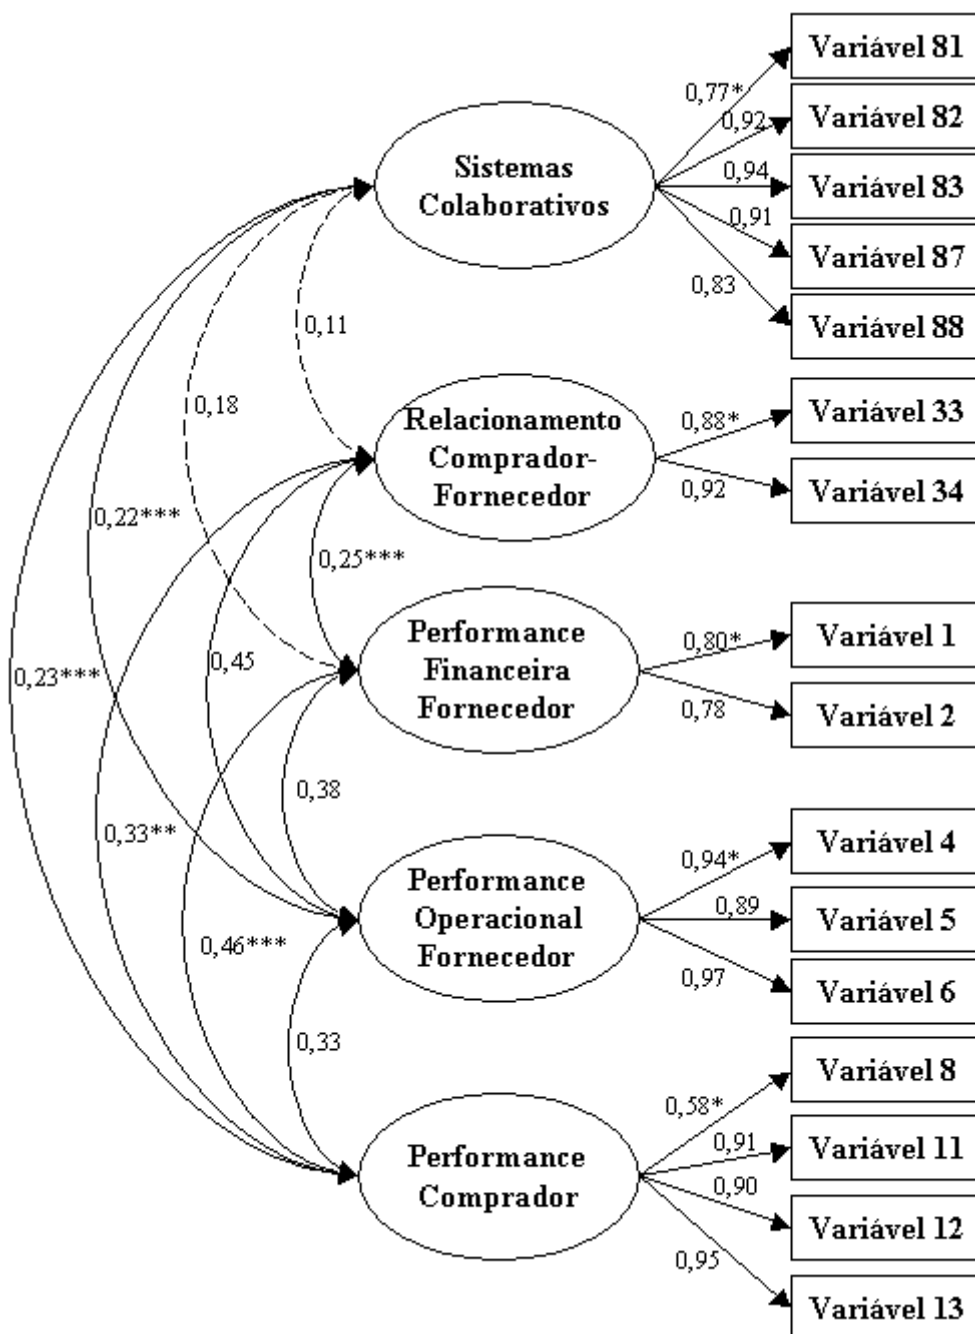 Variável 81
0,77*
Variável 82
0,92
Sistemas
Colaborativos
0,94
Variável 83
0,91
Variável 87
0,83
Variável 88
0,11
0,18
Relacionamento
Comprador-
Fornecedor
0,88*
Variável 33
0,92
Variável 34
0,22***
0,25***
Performance
Financeira
Fornecedor
0,80*
Variável 1
0,78
Variável 2
0,45
0,23***
0,38
0,33**
Performance
Operacional
Fornecedor
0,94*
Variável 4
0,89
Variável 5
0,97
Variável 6
0,46***
0,33
Performance
Comprador
0,58*
Variável 8
0,91
Variável 11
0,90
Variável 12
0,95
Variável 13